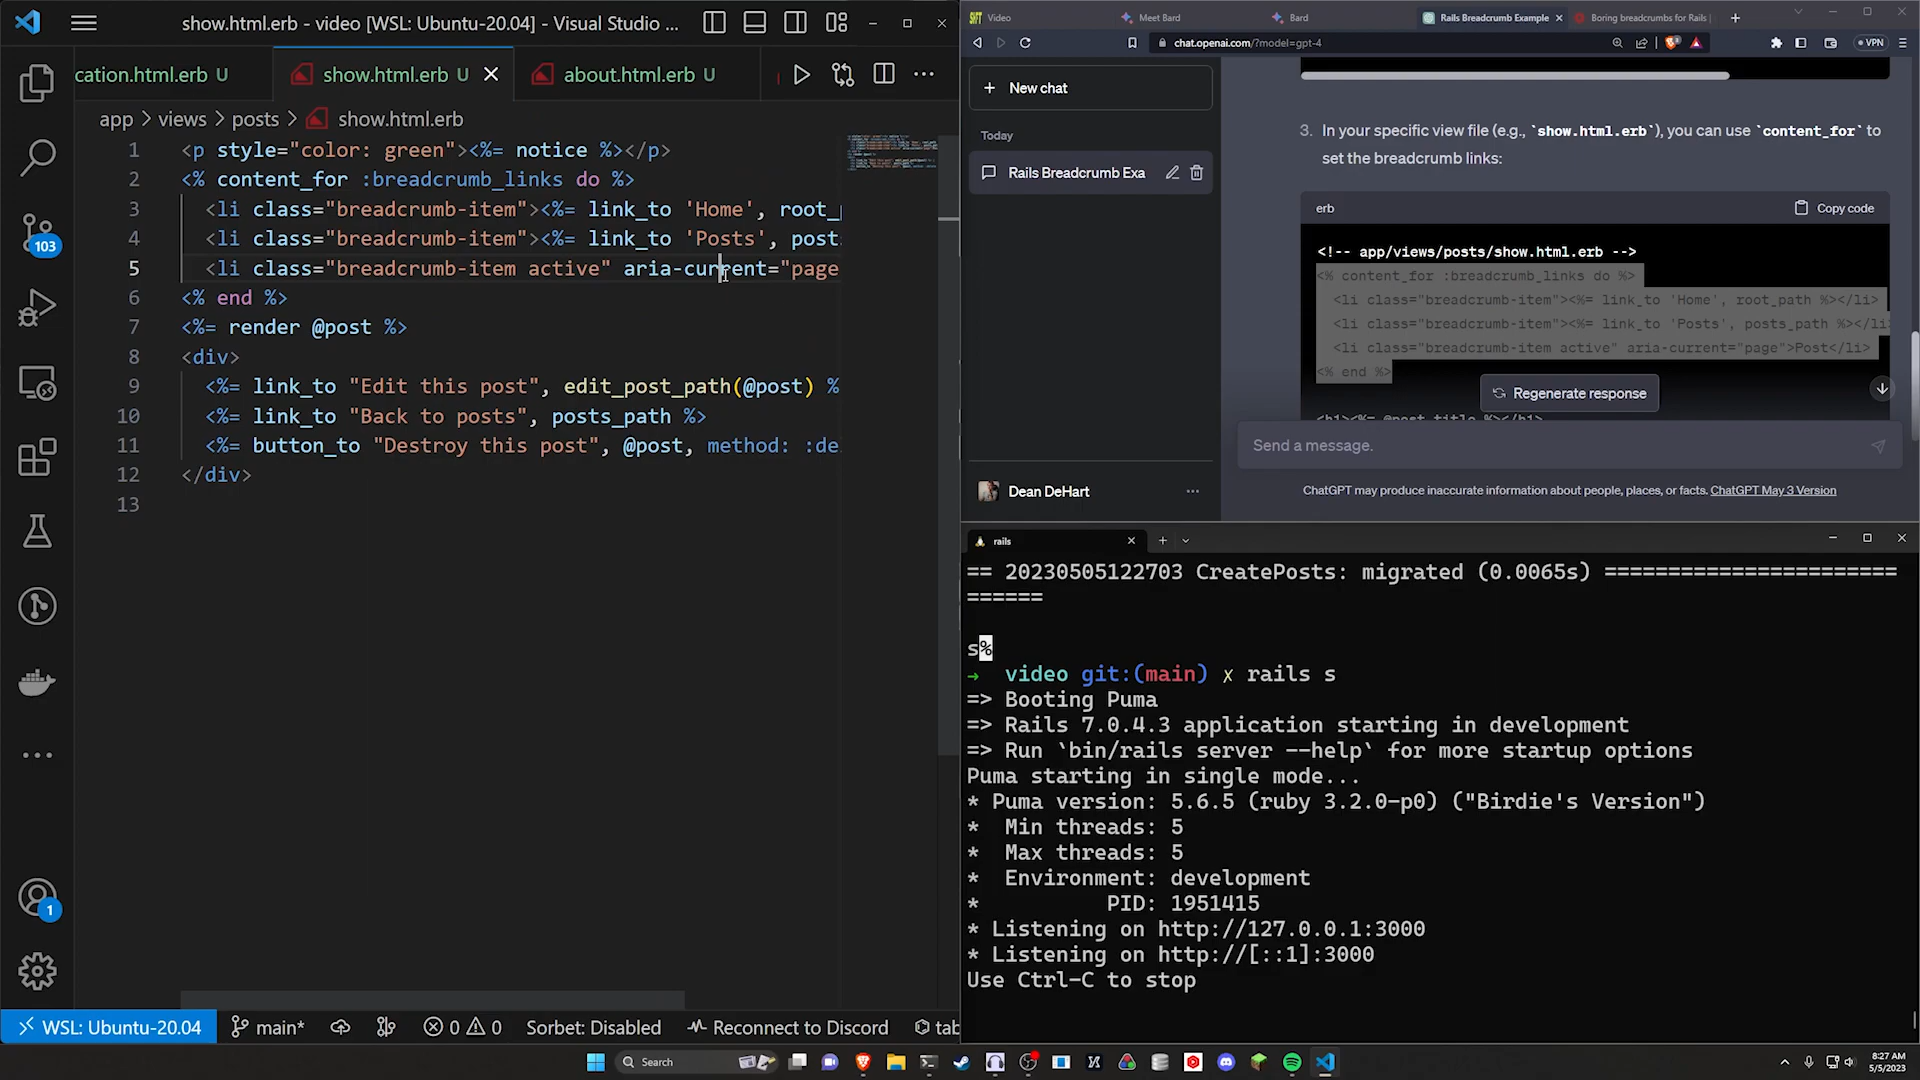 show.html.erb - video [WSL: Ubuntu-20.04] - Visual Studio ...
cation.html.erb U
show.html.erb U
about.html.erb U
app > views > posts > show.html.erb
1 <p style="color: green"><%= notice %></p>
2 <% content_for :breadcrumb_links do %>
3 <li class="breadcrumb-item"><%= link_to 'Home', root_
4 <li class="breadcrumb-item"><%= link_to 'Posts', post
5 <li class="breadcrumb-item active" aria-current="page
6 <% end %>
7 <%= render @post %>
8 <div>
9 <%= link_to "Edit this post", edit_post_path(@post) %
10 <%= link_to "Back to posts", posts_path %>
11 <%= button_to "Destroy this post", @post, method: :de
12 </div>
13
103
1
WSL: Ubuntu-20.04
main*
0 0
Sorbet: Disabled
Reconnect to Discord
tab
Video
Meet Bard
Bard
Rails Breadcrumb Example
Boring breadcrumbs for Rails
chat.openai.com/?model=gpt-4
VPN
New chat
Today
Rails Breadcrumb Exa
Dean DeHart
3. In your specific view file (e.g., `show.html.erb`), you can use `content_for` to
set the breadcrumb links:
erb
Copy code
<!-- app/views/posts/show.html.erb -->
<% content_for :breadcrumb_links do %>
<li class="breadcrumb-item"><%= link_to 'Home', root_path %></li>
<li class="breadcrumb-item"><%= link_to 'Posts', posts_path %></li
<li class="breadcrumb-item active" aria-current="page">Post</li>
<% end %>
<h1><%= @post.title %></h1>
Regenerate response
Send a message.
ChatGPT may produce inaccurate information about people, places, or facts. ChatGPT May 3 Version
rails
== 20230505122703 CreatePosts: migrated (0.0065s) =======================
======
s%
→ video git:(main) x rails s
=> Booting Puma
=> Rails 7.0.4.3 application starting in development
=> Run `bin/rails server --help` for more startup options
Puma starting in single mode...
* Puma version: 5.6.5 (ruby 3.2.0-p0) ("Birdie's Version")
* Min threads: 5
* Max threads: 5
* Environment: development
* PID: 1951415
* Listening on http://127.0.0.1:3000
* Listening on http://[::1]:3000
Use Ctrl-C to stop
Search
8:27 AM
5/5/2023